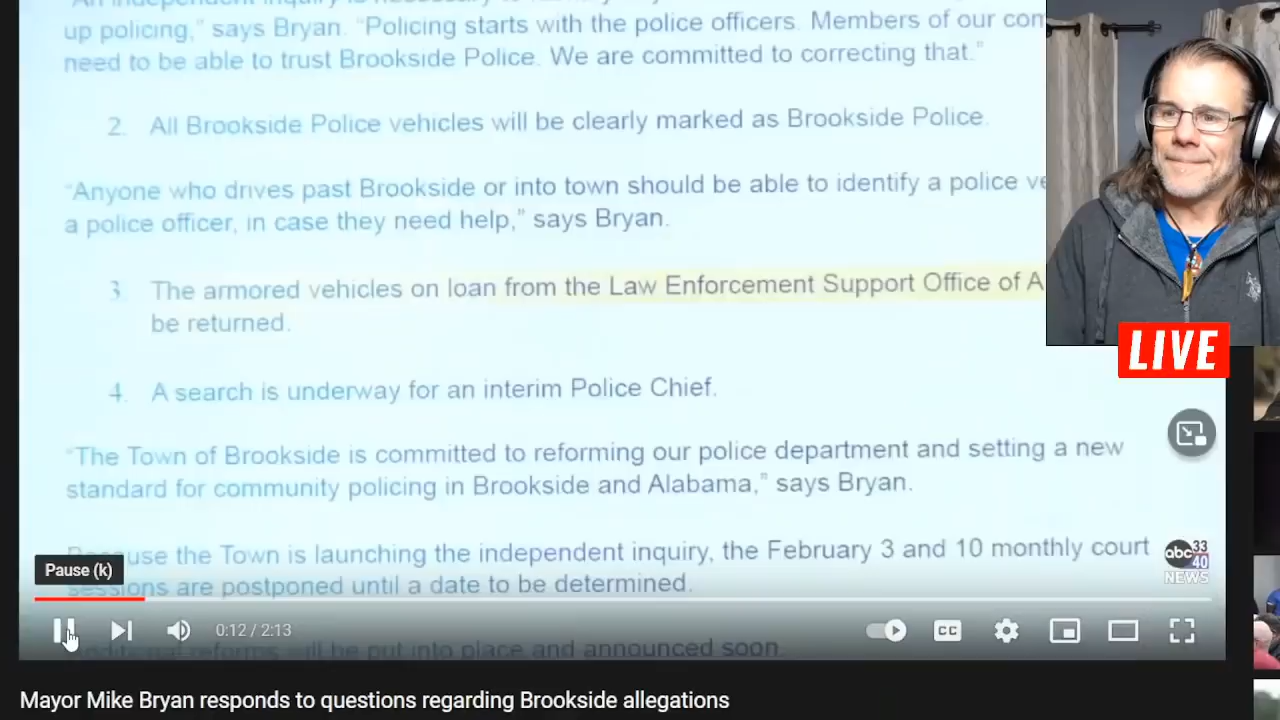 up policing,” says Bryan. “Policing starts with the police officers. Members of our com
need to be able to trust Brookside Police. We are committed to correcting that.”
2. All Brookside Police vehicles will be clearly marked as Brookside Police.
“Anyone who drives past Brookside or into town should be able to identify a police ve
a police officer, in case they need help,” says Bryan.
3. The armored vehicles on loan from the Law Enforcement Support Office of A
be returned.
4. A search is underway for an interim Police Chief.
“The Town of Brookside is committed to reforming our police department and setting a new
standard for community policing in Brookside and Alabama,” says Bryan.
use the Town is launching the independent inquiry, the February 3 and 10 monthly court
sessions are postponed until a date to be determined.
will be put into place and announced soon.
LIVE
abc 33
40
NEWS
Pause (k)
0:12 / 2:13
CC
Mayor Mike Bryan responds to questions regarding Brookside allegations